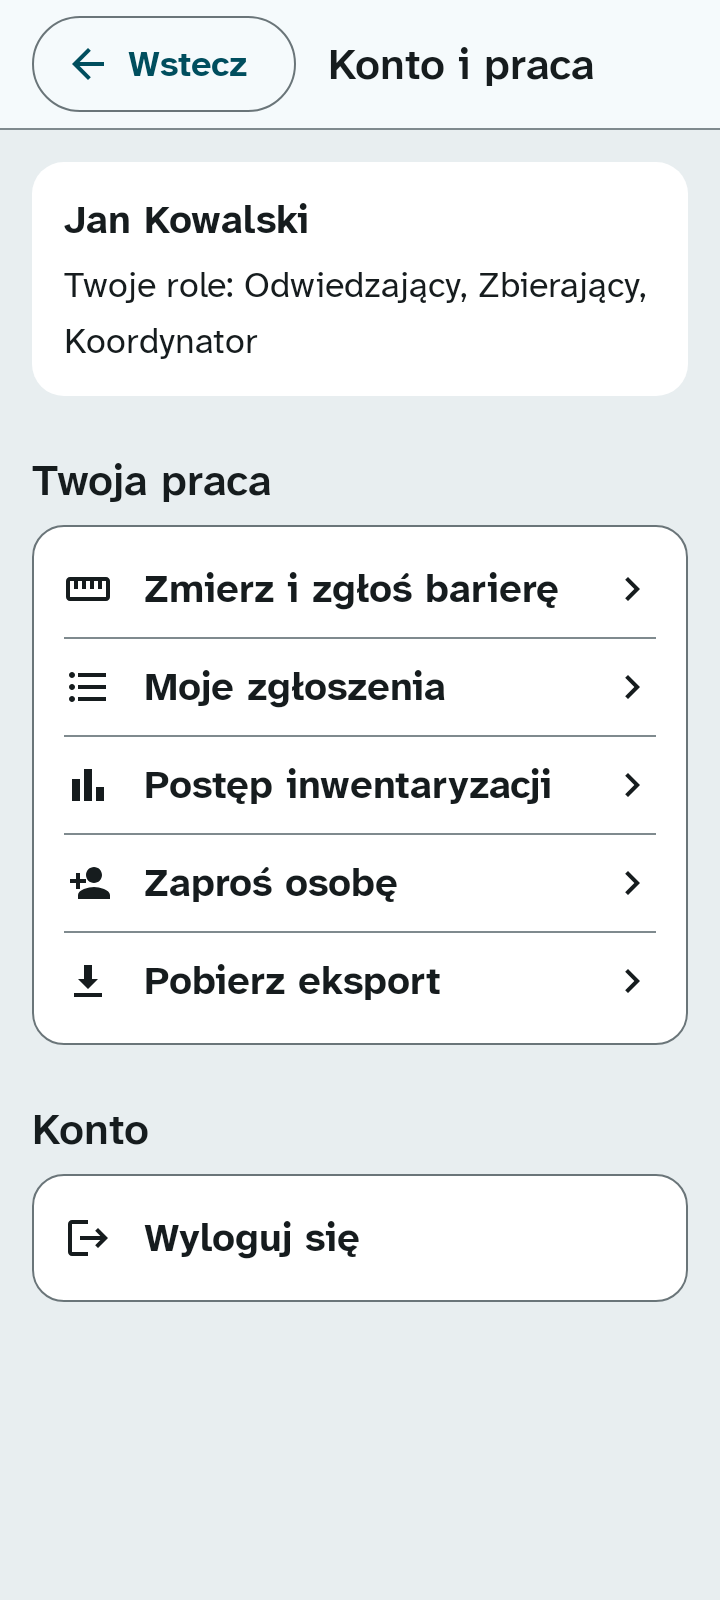 Wstecz
Konto i praca
Jan Kowalski
Twoje role: Odwiedzający, Zbierający,
Koordynator
Twoja praca
Zmierz i zgłoś barierę
Moje zgłoszenia
Postęp inwentaryzacji
Zaproś osobę
Pobierz eksport
Konto
Wyloguj się